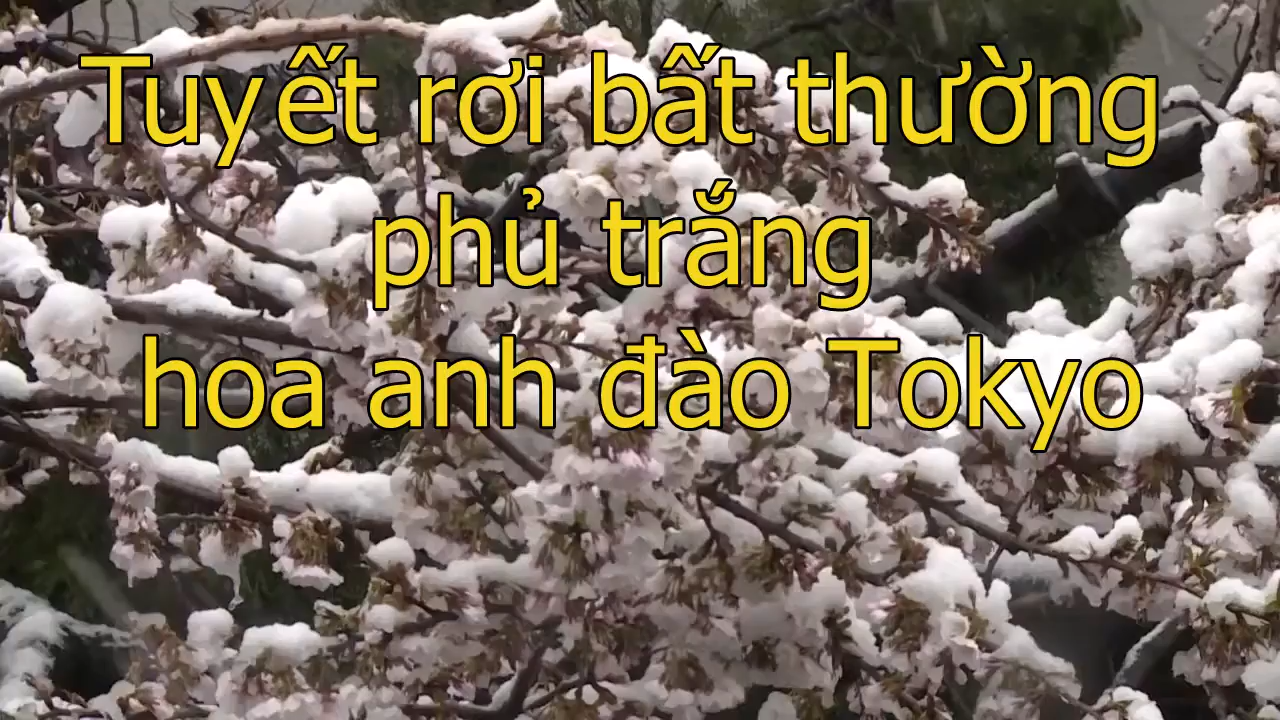 Tuyết rơi bất thường
phủ trắng
hoa anh đào Tokyo